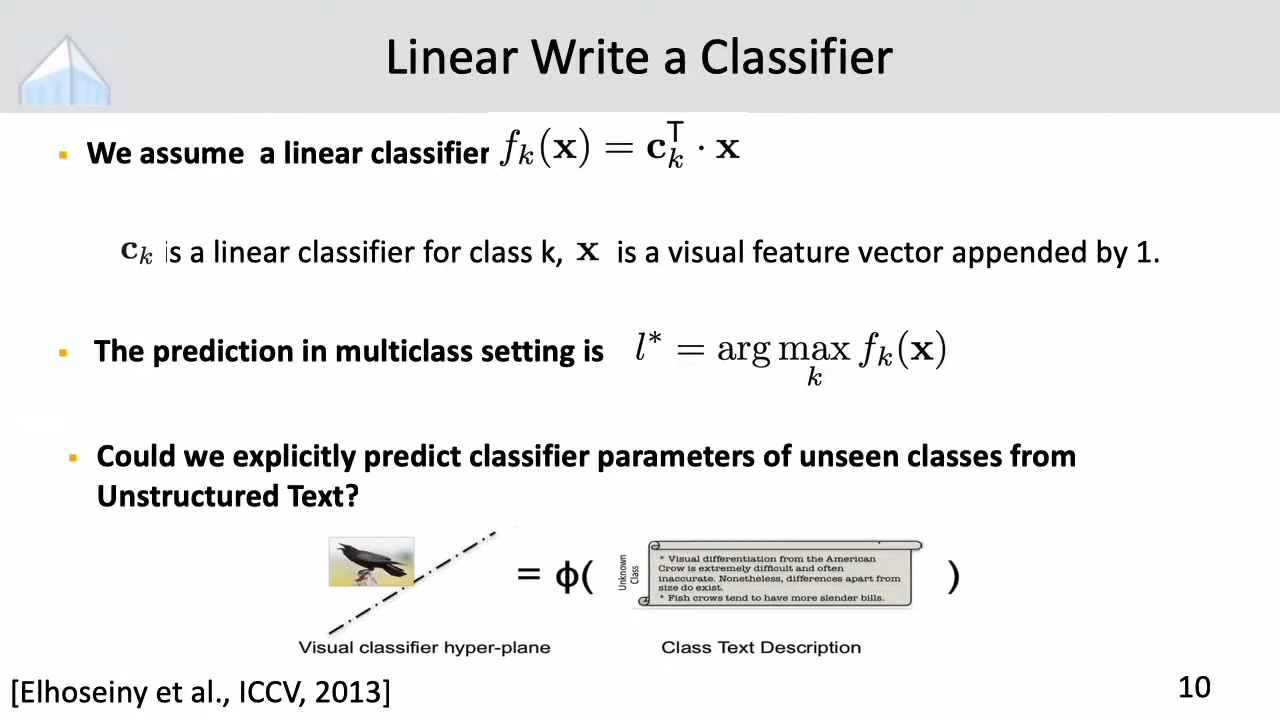 Linear Write a Classifier
▪ We assume  a linear classifier f_k(x) = c_k^T · x
c_k is a linear classifier for class k, x is a visual feature vector appended by 1.
▪ The prediction in multiclass setting is l* = arg max_k f_k(x)
▪ Could we explicitly predict classifier parameters of unseen classes from
Unstructured Text?
= ϕ( Unknown Class
* Visual differentiation from the American
Crow is extremely difficult and often
inaccurate. Nonetheless, differences apart from
size do exist.
* Fish crows tend to have more slender bills.
)
Visual classifier hyper-plane
Class Text Description
[Elhoseiny et al., ICCV, 2013]
10